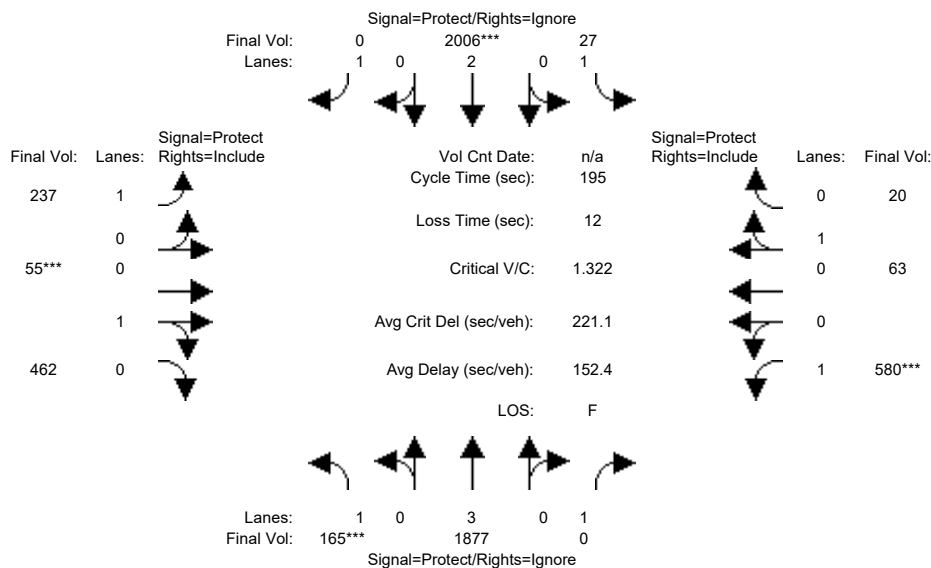 Signal=Protect/Rights=Ignore
Final Vol: 0 2006*** 27
Lanes: 1 0 2 0 1
Signal=Protect
Final Vol: Lanes: Rights=Include
Vol Cnt Date: n/a
Signal=Protect
Rights=Include Lanes: Final Vol:
Cycle Time (sec): 195
237 1
0 20
Loss Time (sec): 12
0
1
55*** 0
Critical V/C: 1.322
0 63
1
Avg Crit Del (sec/veh): 221.1
0
462 0
Avg Delay (sec/veh): 152.4
1 580***
LOS: F
Lanes: 1 0 3 0 1
Final Vol: 165*** 1877 0
Signal=Protect/Rights=Ignore